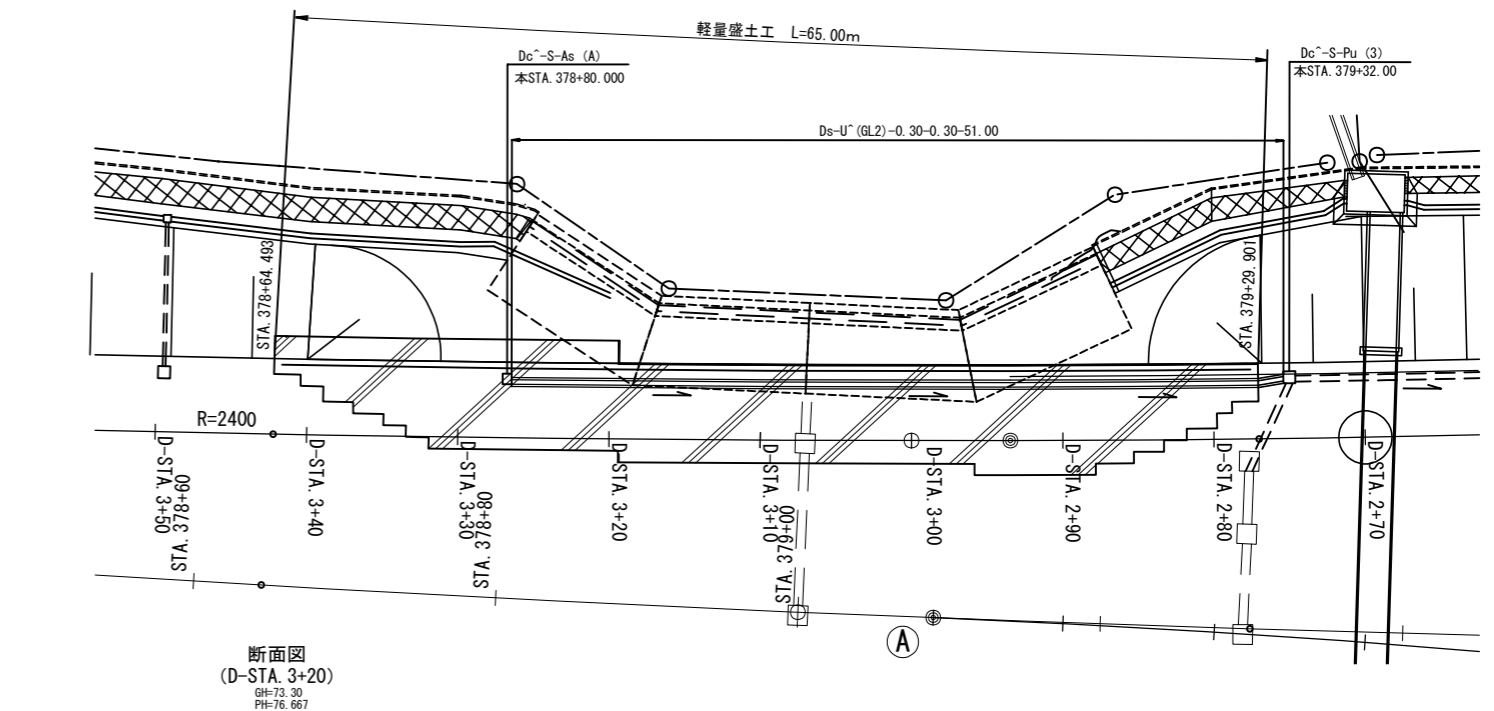 軽量盛土工 L=65.00m
Dc^-S-As (A)
本STA. 378+80.000
Dc^-S-Pu (3)
本STA. 379+32.00
Ds-U^(GL2)-0.30-0.30-51.00
STA. 378+64.493
STA. 379+29.901
R=2400
D-STA. 3+50
D-STA. 3+40
D-STA. 3+30
D-STA. 3+20
D-STA. 3+10
D-STA. 3+00
D-STA. 2+90
D-STA. 2+80
D-STA. 2+70
STA. 378+60
STA. 378+80
STA. 379+00
A
断面図
(D-STA. 3+20)
GH=73.30
PH=76.667